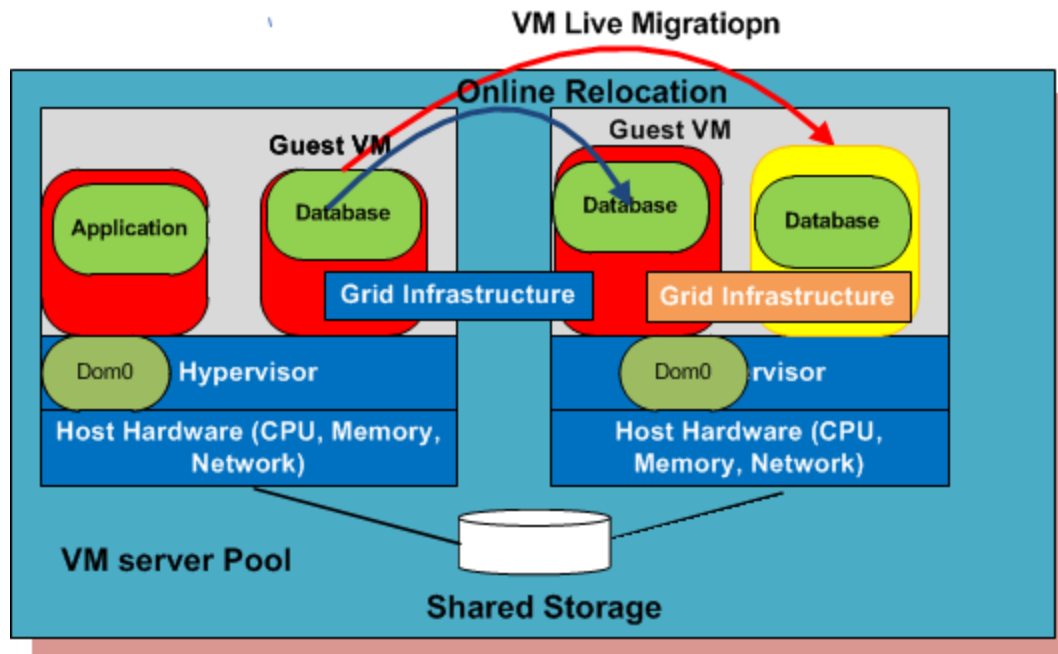 VM Live Migratiopn
Online Relocation
Guest VM
Guest VM
Application
Database
Database
Database
Grid Infrastructure
Grid Infrastructure
Dom0
Hypervisor
Dom0
rvisor
Host Hardware (CPU, Memory,
Network)
Host Hardware (CPU,
Memory, Network)
VM server Pool
Shared Storage